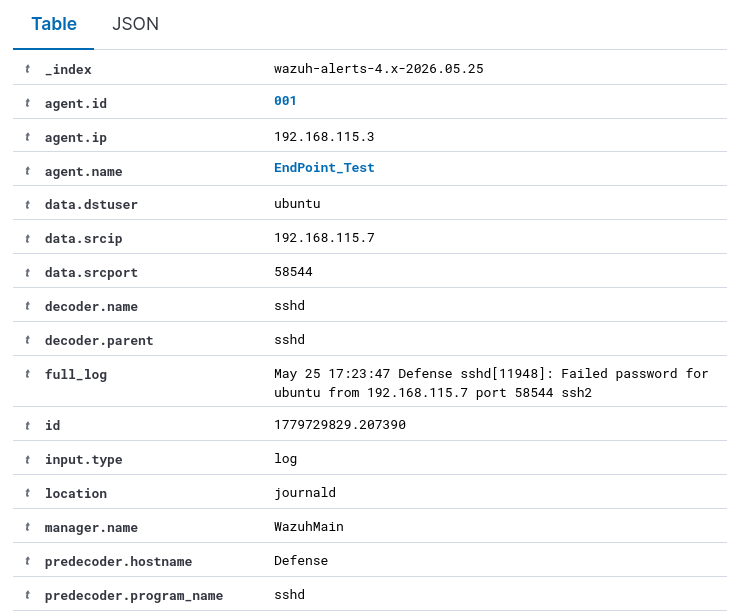 Table JSON
t _index wazuh-alerts-4.x-2026.05.25
t agent.id 001
t agent.ip 192.168.115.3
t agent.name EndPoint_Test
t data.dstuser ubuntu
t data.srcip 192.168.115.7
t data.srcport 58544
t decoder.name sshd
t decoder.parent sshd
t full_log May 25 17:23:47 Defense sshd[11948]: Failed password for
ubuntu from 192.168.115.7 port 58544 ssh2
t id 1779729829.207390
t input.type log
t location journald
t manager.name WazuhMain
t predecoder.hostname Defense
t predecoder.program_name sshd